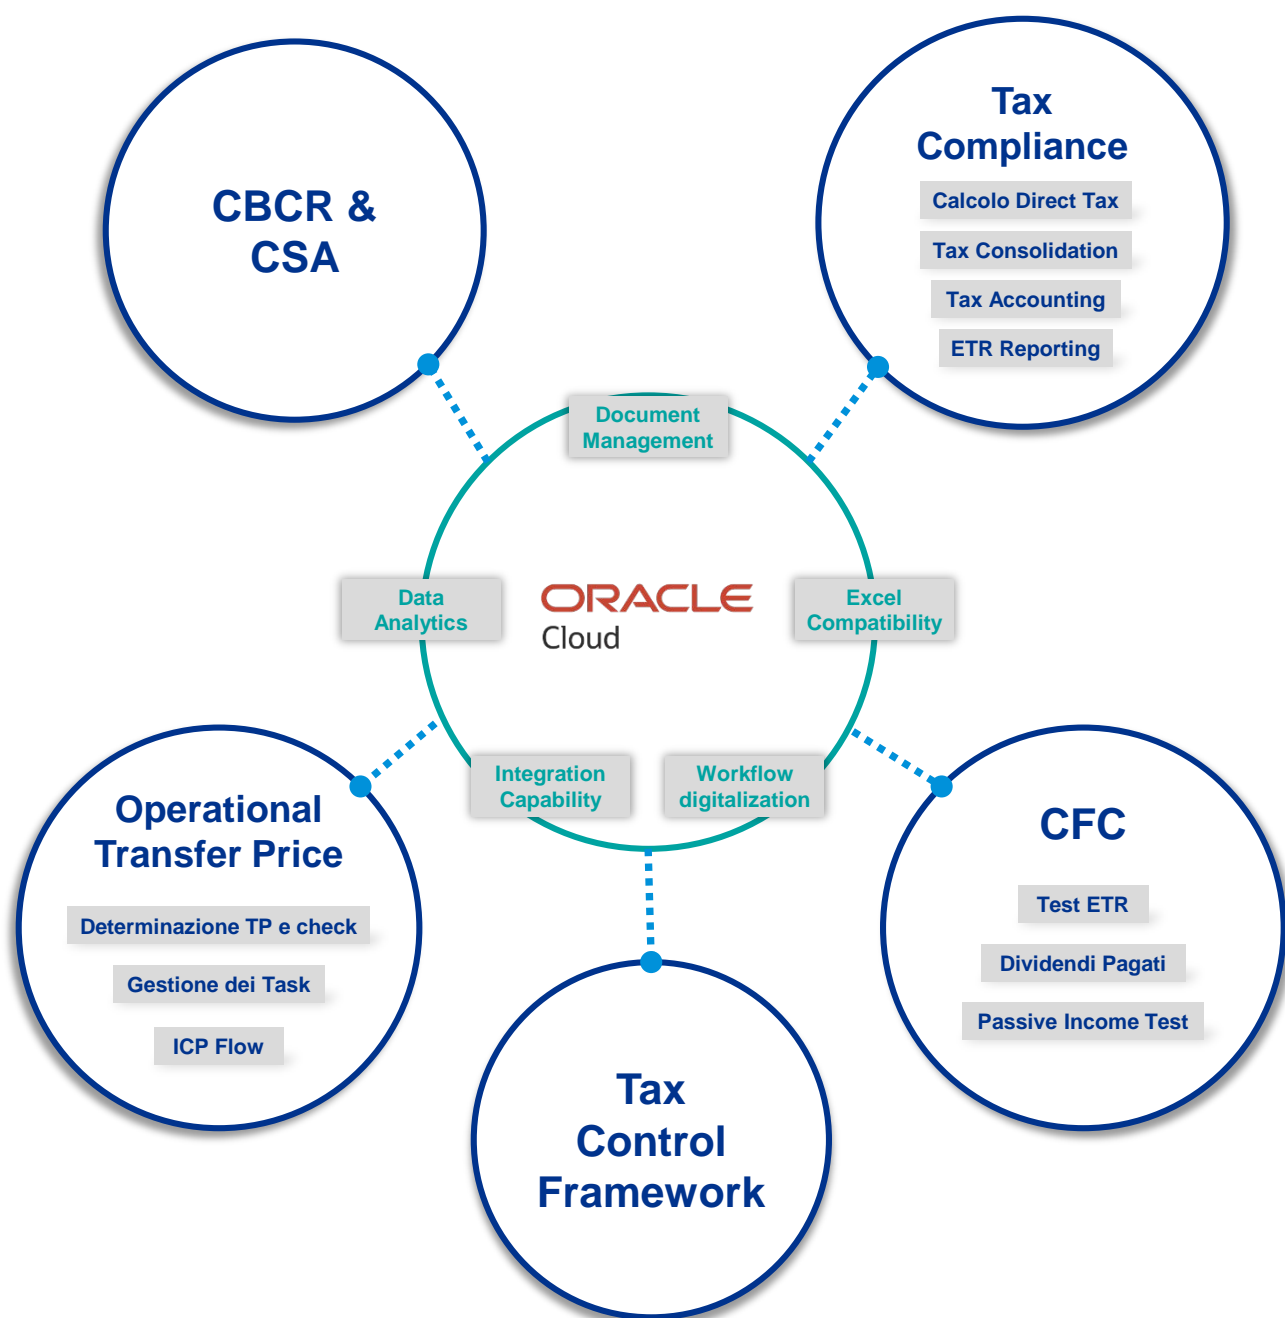 CBCR &
CSA
Tax
Compliance
Calcolo Direct Tax
Tax Consolidation
Tax Accounting
ETR Reporting
Document
Management
Data
Analytics
ORACLE
Cloud
Excel
Compatibility
Integration
Capability
Workflow
digitalization
Operational
Transfer Price
Determinazione TP e check
Gestione dei Task
ICP Flow
CFC
Test ETR
Dividendi Pagati
Passive Income Test
Tax
Control
Framework